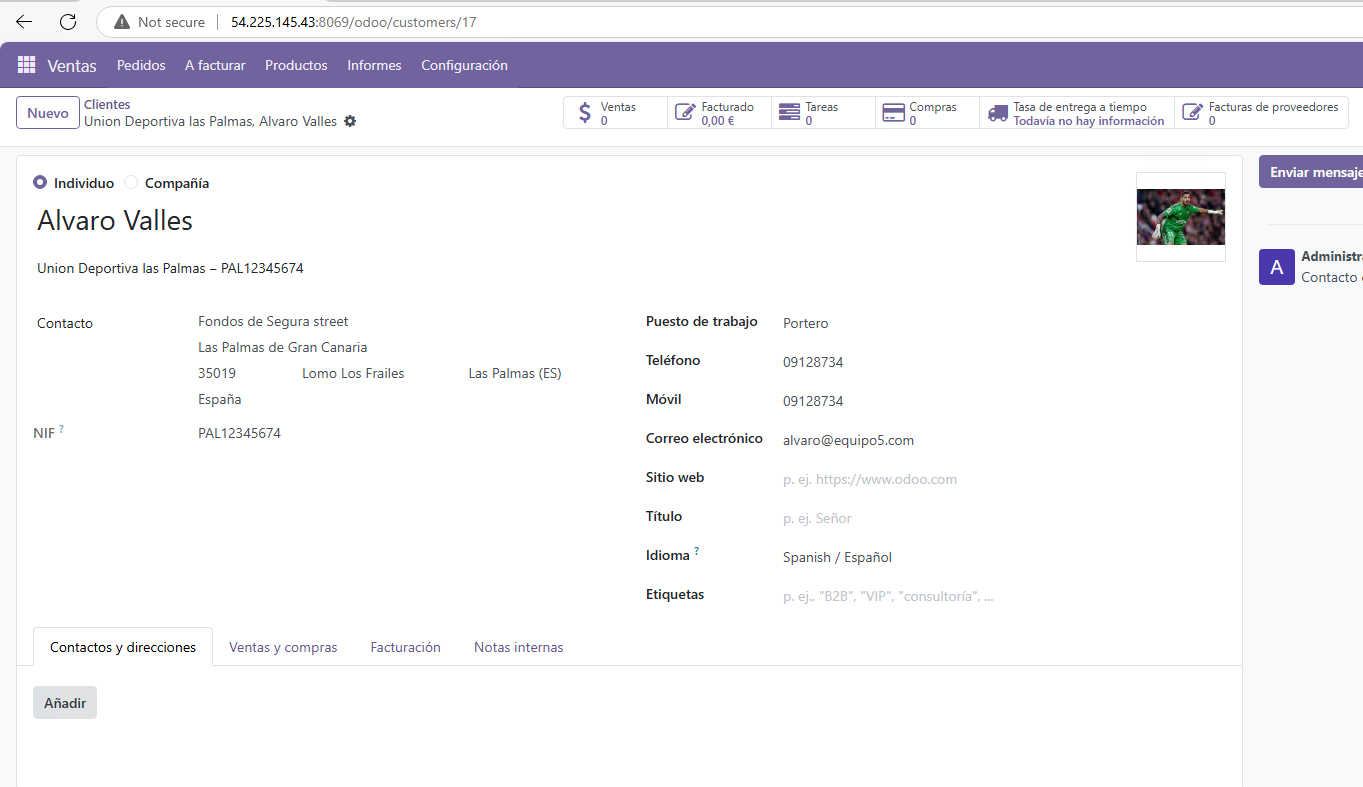 Not secure 54.225.145.43:8069/odoo/customers/17
Ventas Pedidos A facturar Productos Informes Configuración
Nuevo
Clientes
Union Deportiva las Palmas, Alvaro Valles
Ventas
0
Facturado
0,00 €
Tareas
0
Compras
0
Tasa de entrega a tiempo
Todavía no hay información
Facturas de proveedores
0
Individuo Compañía
Alvaro Valles
Union Deportiva las Palmas – PAL12345674
Contacto
Fondos de Segura street
Las Palmas de Gran Canaria
35019 Lomo Los Frailes Las Palmas (ES)
España
NIF ?
PAL12345674
Puesto de trabajo Portero
Teléfono 09128734
Móvil 09128734
Correo electrónico alvaro@equipo5.com
Sitio web p. ej. https://www.odoo.com
Título p. ej. Señor
Idioma ? Spanish / Español
Etiquetas p. ej., "B2B", "VIP", "consultoría", ...
Contactos y direcciones Ventas y compras Facturación Notas internas
Añadir
Enviar mensaje
A
Administra
Contacto